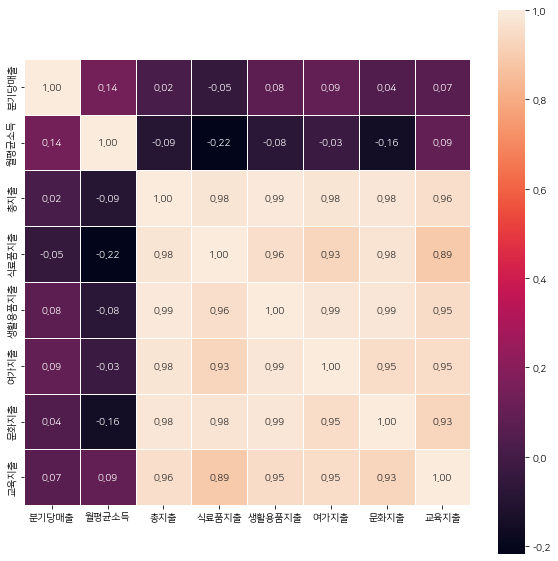 분기당매출 1,00 0,14 0,02 -0,05 0,08 0,09 0,04 0,07
월평균소득 0,14 1,00 -0,09 -0,22 -0,08 -0,03 -0,16 0,09
총지출 0,02 -0,09 1,00 0,98 0,99 0,98 0,98 0,96
식료품지출 -0,05 -0,22 0,98 1,00 0,96 0,93 0,98 0,89
생활용품지출 0,08 -0,08 0,99 0,96 1,00 0,99 0,99 0,95
여가지출 0,09 -0,03 0,98 0,93 0,99 1,00 0,95 0,95
문화지출 0,04 -0,16 0,98 0,98 0,99 0,95 1,00 0,93
교육지출 0,07 0,09 0,96 0,89 0,95 0,95 0,93 1,00
분기당매출 월평균소득 총지출 식료품지출 생활용품지출 여가지출 문화지출 교육지출
1,0
0,8
0,6
0,4
0,2
-0,0
-0,2